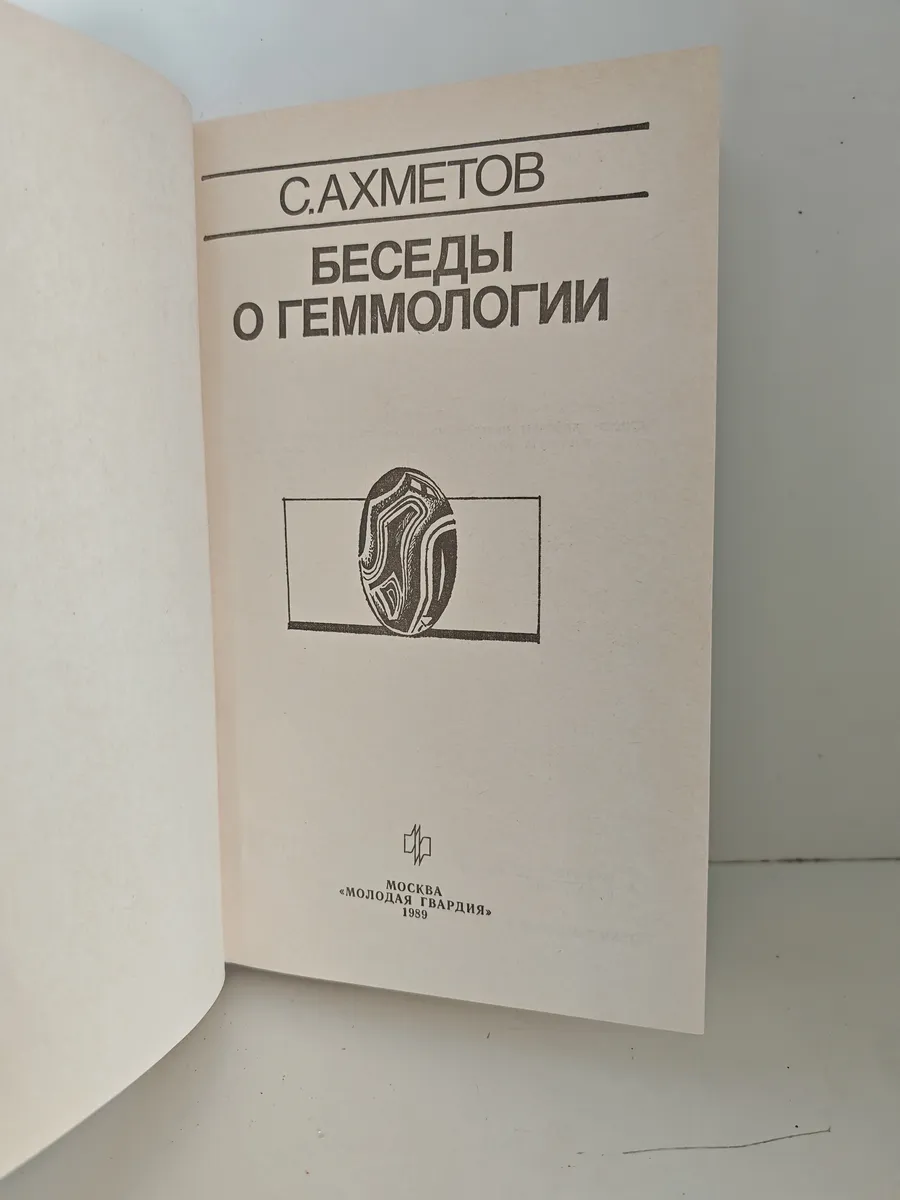 С. АХМЕТОВ
БЕСЕДЫ
О ГЕММОЛОГИИ
МОСКВА
«МОЛОДАЯ ГВАРДИЯ»
1989